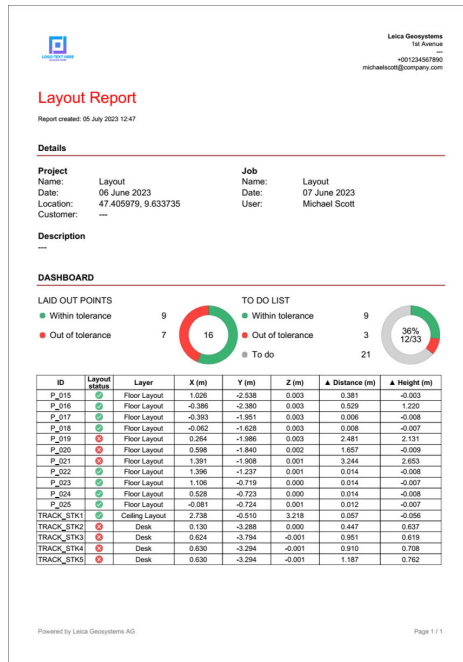 Leica Geosystems
1st Avenue
---
+001234567890
michaelscott@company.com
LOGO TEXT HERE
Layout Report
Report created: 05 July 2023 12:47
Details
Project Job
Name: Layout Name: Layout
Date: 06 June 2023 Date: 07 June 2023
Location: 47.405979, 9.633735 User: Michael Scott
Customer: ---
Description
---
DASHBOARD
LAID OUT POINTS TO DO LIST
Within tolerance 9 Within tolerance 9
Out of tolerance 7 16 Out of tolerance 3 36% 12/33
To do 21
ID Layout status Layer X (m) Y (m) Z (m) ▲ Distance (m) ▲ Height (m)
P_015 Floor Layout 1.026 -2.538 0.003 0.381 -0.003
P_016 Floor Layout -0.386 -2.380 0.003 0.529 1.220
P_017 Floor Layout -0.393 -1.951 0.003 0.006 -0.008
P_018 Floor Layout -0.062 -1.628 0.003 0.008 -0.007
P_019 Floor Layout 0.264 -1.986 0.003 2.481 2.131
P_020 Floor Layout 0.598 -1.840 0.002 1.657 -0.009
P_021 Floor Layout 1.391 -1.908 0.001 3.244 2.653
P_022 Floor Layout 1.396 -1.237 0.001 0.014 -0.008
P_023 Floor Layout 1.106 -0.719 0.000 0.014 -0.007
P_024 Floor Layout 0.528 -0.723 0.000 0.014 -0.008
P_025 Floor Layout -0.081 -0.724 0.001 0.012 -0.007
TRACK_STK1 Ceiling Layout 2.738 -0.510 3.218 0.057 -0.056
TRACK_STK2 Desk 0.130 -3.288 0.000 0.447 0.637
TRACK_STK3 Desk 0.624 -3.794 -0.001 0.951 0.619
TRACK_STK4 Desk 0.630 -3.294 -0.001 0.910 0.708
TRACK_STK5 Desk 0.630 -3.294 -0.001 1.187 0.762
Powered by Leica Geosystems AG Page 1 / 1